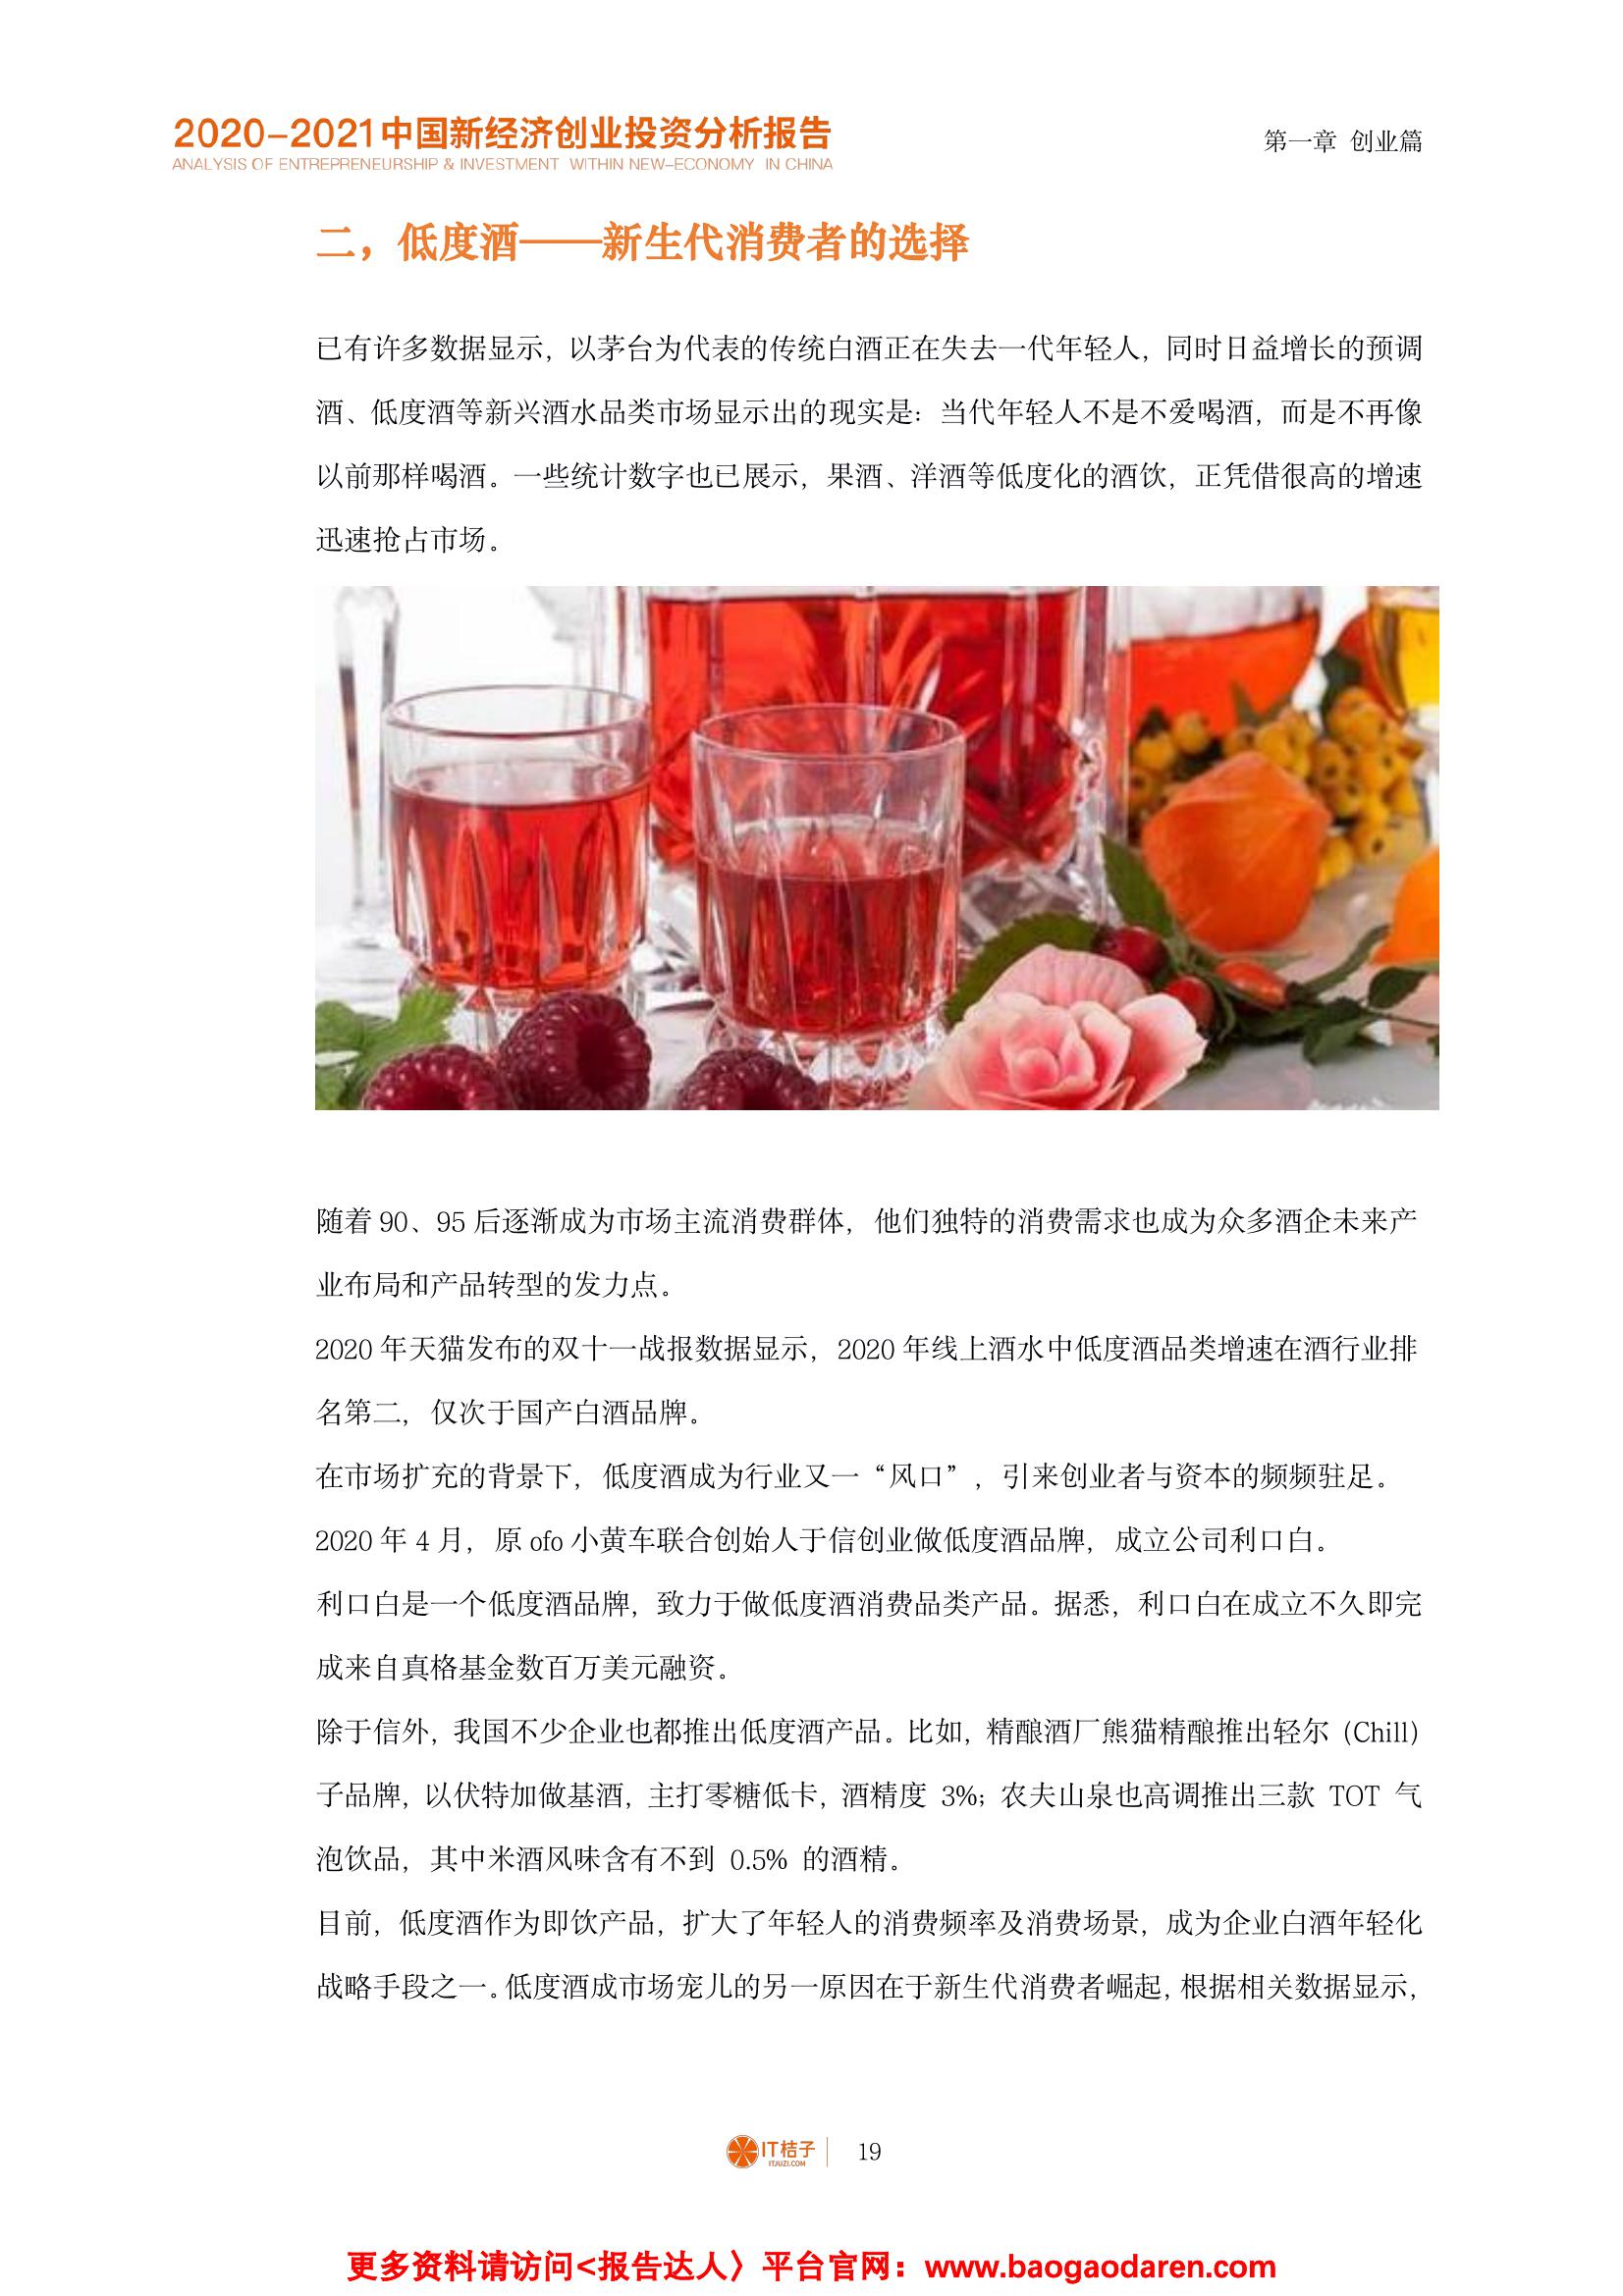 2020-2021中国新经济创业投资分析报告
ANALYSIS OF ENTREPRENEURSHIP & INVESTMENT WITHIN NEW-ECONOMY IN CHINA
第一章 创业篇
二，低度酒——新生代消费者的选择
已有许多数据显示，以茅台为代表的传统白酒正在失去一代年轻人，同时日益增长的预调
酒、低度酒等新兴酒水品类市场显示出的现实是：当代年轻人不是不爱喝酒，而是不再像
以前那样喝酒。一些统计数字也已展示，果酒、洋酒等低度化的酒饮，正凭借很高的增速
迅速抢占市场。
随着 90、95 后逐渐成为市场主流消费群体，他们独特的消费需求也成为众多酒企未来产
业布局和产品转型的发力点。
2020 年天猫发布的双十一战报数据显示，2020 年线上酒水中低度酒品类增速在酒行业排
名第二，仅次于国产白酒品牌。
在市场扩充的背景下，低度酒成为行业又一“风口”，引来创业者与资本的频频驻足。
2020 年 4 月，原 ofo 小黄车联合创始人于信创业做低度酒品牌，成立公司利口白。
利口白是一个低度酒品牌，致力于做低度酒消费品类产品。据悉，利口白在成立不久即完
成来自真格基金数百万美元融资。
除于信外，我国不少企业也都推出低度酒产品。比如，精酿酒厂熊猫精酿推出轻尔（Chill）
子品牌，以伏特加做基酒，主打零糖低卡，酒精度 3%；农夫山泉也高调推出三款 TOT 气
泡饮品，其中米酒风味含有不到 0.5% 的酒精。
目前，低度酒作为即饮产品，扩大了年轻人的消费频率及消费场景，成为企业白酒年轻化
战略手段之一。低度酒成市场宠儿的另一原因在于新生代消费者崛起，根据相关数据显示，
IT桔子
ITJUZI.COM
19
更多资料请访问<报告达人〉平台官网：www.baogaodaren.com